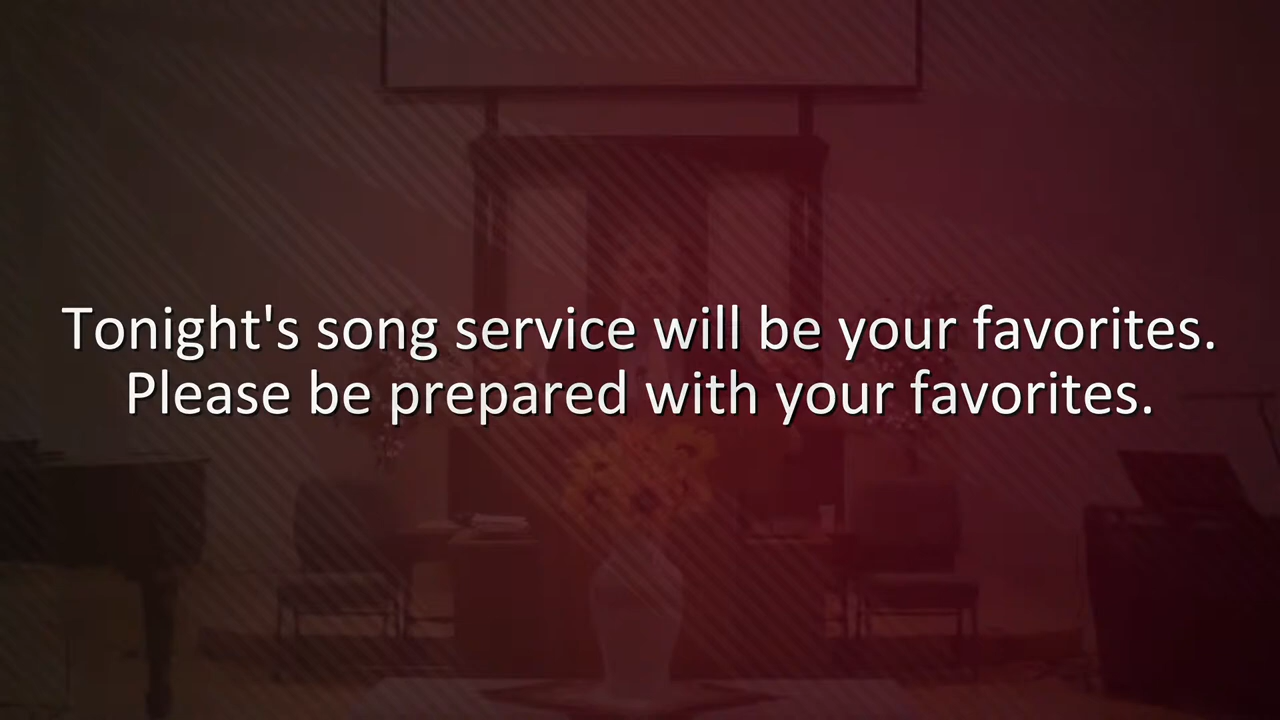 Tonight's song service will be your favorites.
Please be prepared with your favorites.